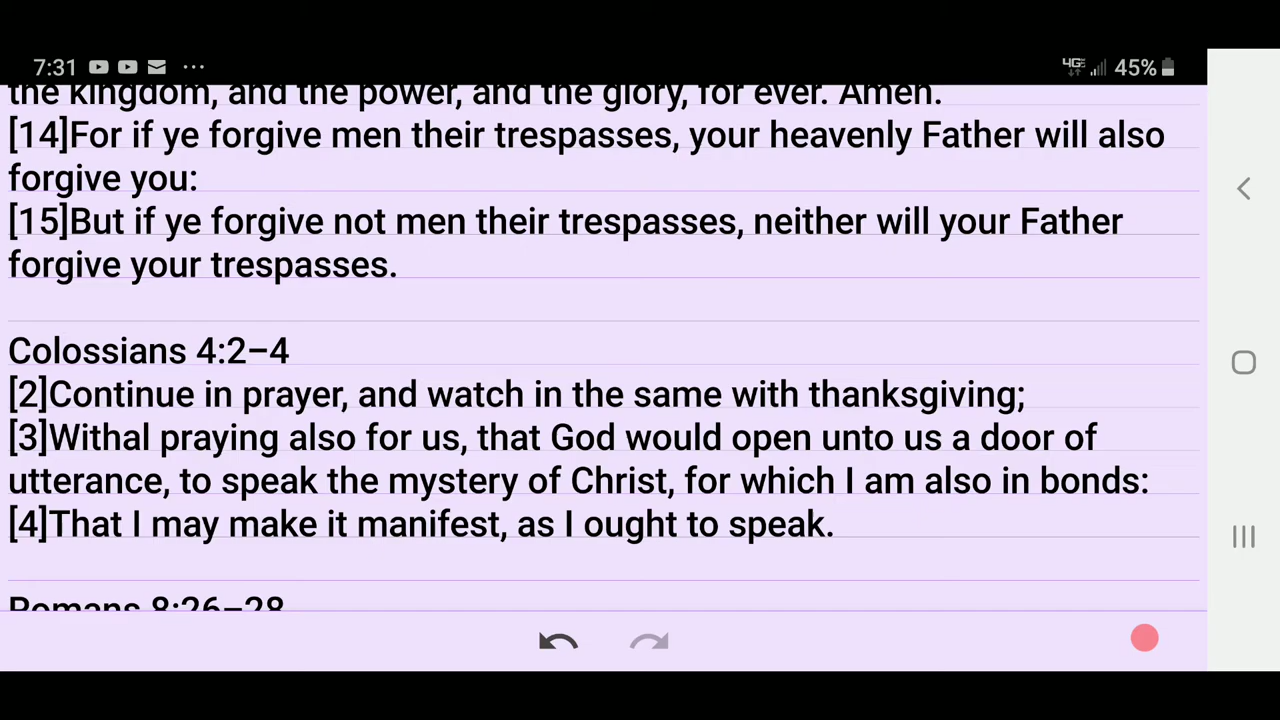 7:31 ... 4GE 45%
the kingdom, and the power, and the glory, for ever. Amen.
[14]For if ye forgive men their trespasses, your heavenly Father will also
forgive you:
[15]But if ye forgive not men their trespasses, neither will your Father
forgive your trespasses.
Colossians 4:2–4
[2]Continue in prayer, and watch in the same with thanksgiving;
[3]Withal praying also for us, that God would open unto us a door of
utterance, to speak the mystery of Christ, for which I am also in bonds:
[4]That I may make it manifest, as I ought to speak.
Romans 8:26–28